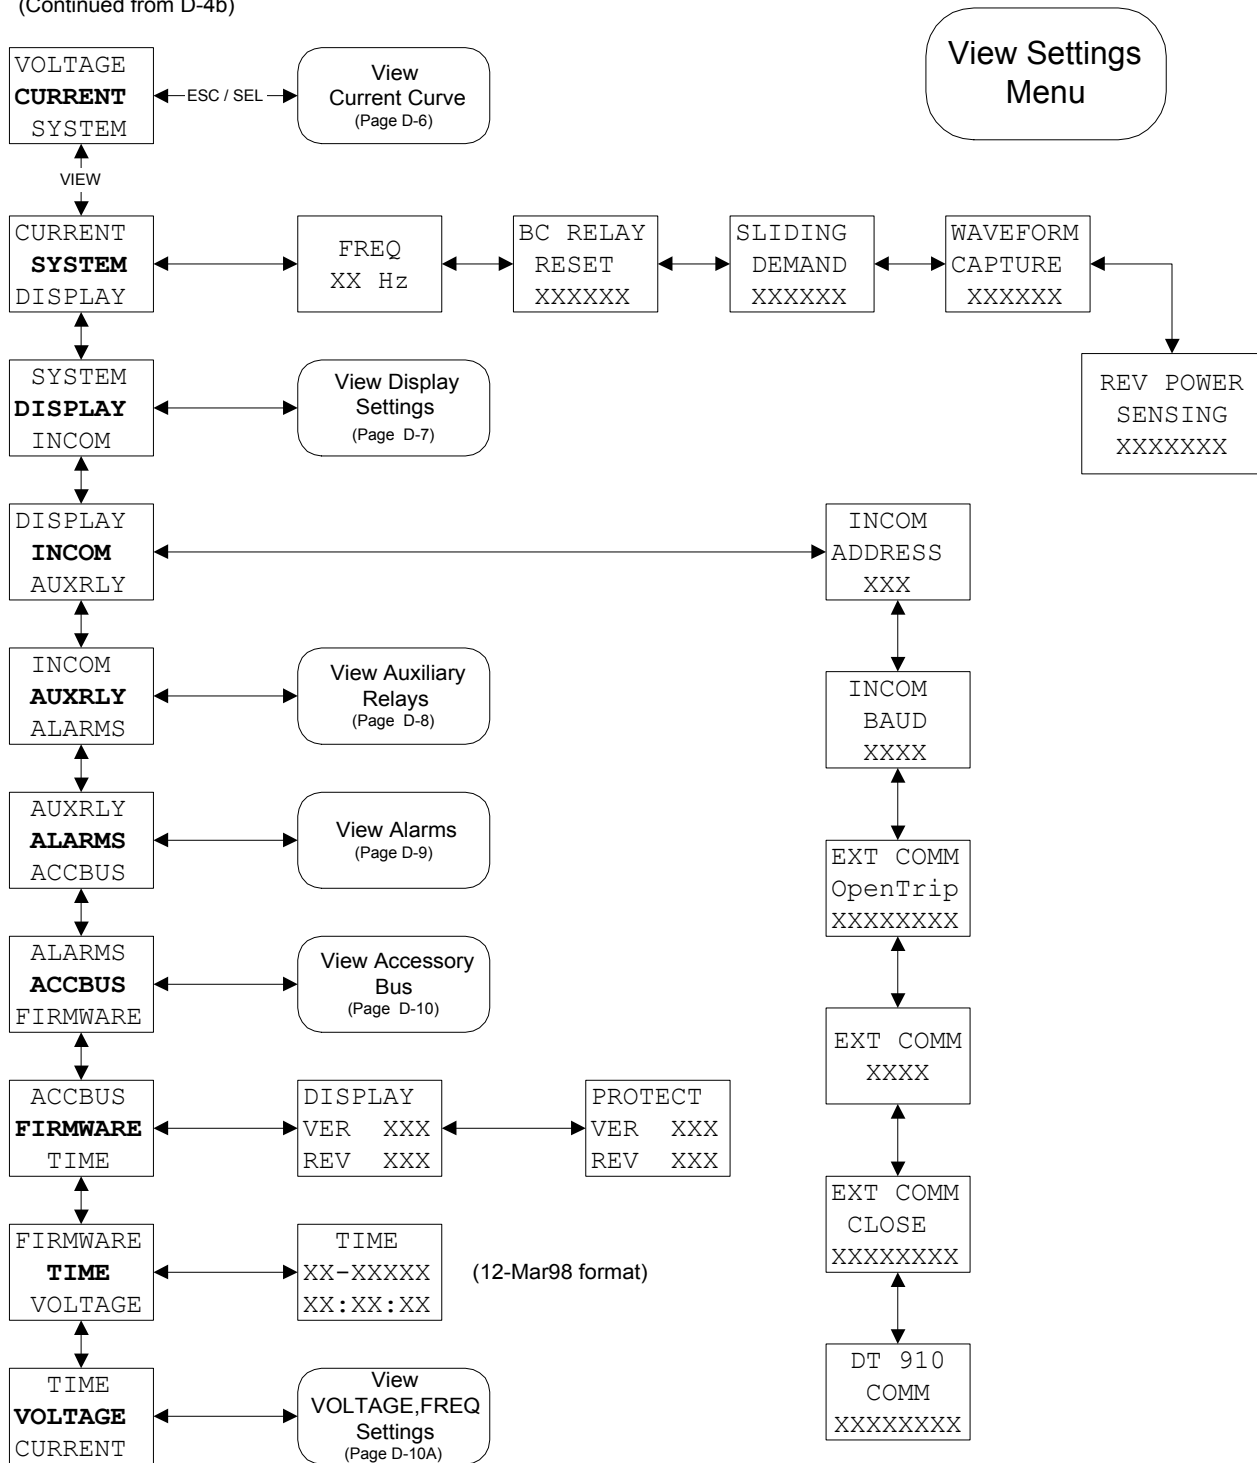 (Continued from D-4b)
View Settings
Menu
VOLTAGE
CURRENT
SYSTEM
ESC / SEL
View
Current Curve
(Page D-6)
VIEW
CURRENT
SYSTEM
DISPLAY
FREQ
XX Hz
BC RELAY
RESET
XXXXXX
SLIDING
DEMAND
XXXXXX
WAVEFORM
CAPTURE
XXXXXX
REV POWER
SENSING
XXXXXXX
SYSTEM
DISPLAY
INCOM
View Display
Settings
(Page D-7)
DISPLAY
INCOM
AUXRLY
INCOM
ADDRESS
XXX
INCOM
AUXRLY
ALARMS
View Auxiliary
Relays
(Page D-8)
INCOM
BAUD
XXXX
AUXRLY
ALARMS
ACCBUS
View Alarms
(Page D-9)
EXT COMM
OpenTrip
XXXXXXXX
ALARMS
ACCBUS
FIRMWARE
View Accessory
Bus
(Page D-10)
EXT COMM
XXXX
ACCBUS
FIRMWARE
TIME
DISPLAY
VER XXX
REV XXX
PROTECT
VER XXX
REV XXX
EXT COMM
CLOSE
XXXXXXXX
FIRMWARE
TIME
VOLTAGE
TIME
XX-XXXXX
XX:XX:XX
(12-Mar98 format)
TIME
VOLTAGE
CURRENT
View
VOLTAGE,FREQ
Settings
(Page D-10A)
DT 910
COMM
XXXXXXXX